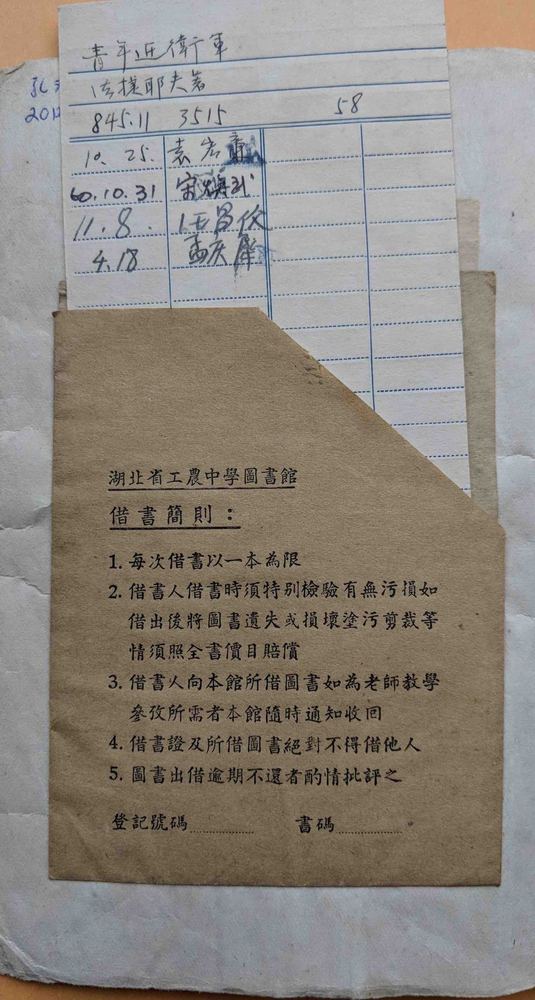 青年近衛軍
法捷耶夫著
845.11 3515 58
10. 25. 袁岩
60.10.31 宋
11. 8.
4.18 孟庆
2012
湖北省工農中學圖書館
借書簡則：
1. 每次借書以一本為限
2. 借書人借書時須特別檢驗有無污損如
借出後將圖書遺失或損壞塗污剪裁等
情須照全書價目賠償
3. 借書人向本館所借圖書如為老師教學
參攷所需者本館隨時通知收回
4. 借書證及所借圖書絕對不得借他人
5. 圖書出借逾期不還者酌情批評之
登記號碼 書碼